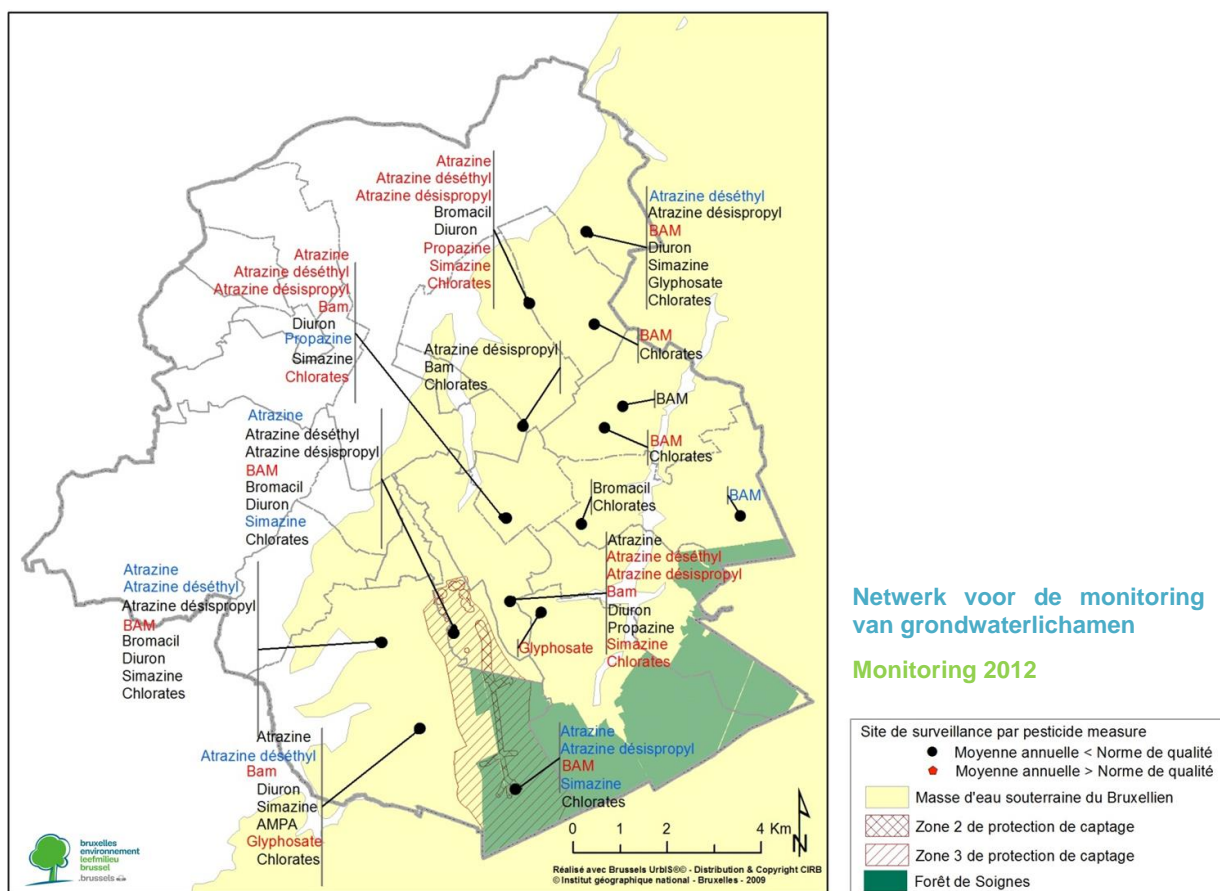 Atrazine
Atrazine déséthyl
Atrazine désispropyl
Bromacil
Diuron
Propazine
Simazine
Chlorates
Atrazine déséthyl
Atrazine désispropyl
BAM
Diuron
Simazine
Glyphosate
Chlorates
Atrazine
Atrazine déséthyl
Atrazine désispropyl
Bam
Diuron
Propazine
Simazine
Chlorates
BAM
Chlorates
Atrazine désispropyl
Bam
Chlorates
BAM
BAM
Chlorates
Atrazine
Atrazine déséthyl
Atrazine désispropyl
BAM
Bromacil
Diuron
Simazine
Chlorates
Bromacil
Chlorates
BAM
Atrazine
Atrazine déséthyl
Atrazine désispropyl
Bam
Diuron
Propazine
Simazine
Chlorates
Glyphosate
Atrazine
Atrazine déséthyl
Atrazine désispropyl
BAM
Bromacil
Diuron
Simazine
Chlorates
Atrazine
Atrazine déséthyl
Bam
Diuron
Simazine
AMPA
Glyphosate
Chlorates
Atrazine
Atrazine désispropyl
BAM
Simazine
Chlorates
0 1 2 4 Km
N
bruxelles
environnement
leefmilieu
brussel
.brussels
Réalisé avec Brussels UrbIS®© - Distribution & Copyright CIRB
© Institut géographique national - Bruxelles - 2009
Netwerk voor de monitoring
van grondwaterlichamen
Monitoring 2012
Site de surveillance par pesticide measure
Moyenne annuelle < Norme de qualité
Moyenne annuelle > Norme de qualité
Masse d'eau souterraine du Bruxellien
Zone 2 de protection de captage
Zone 3 de protection de captage
Forêt de Soignes